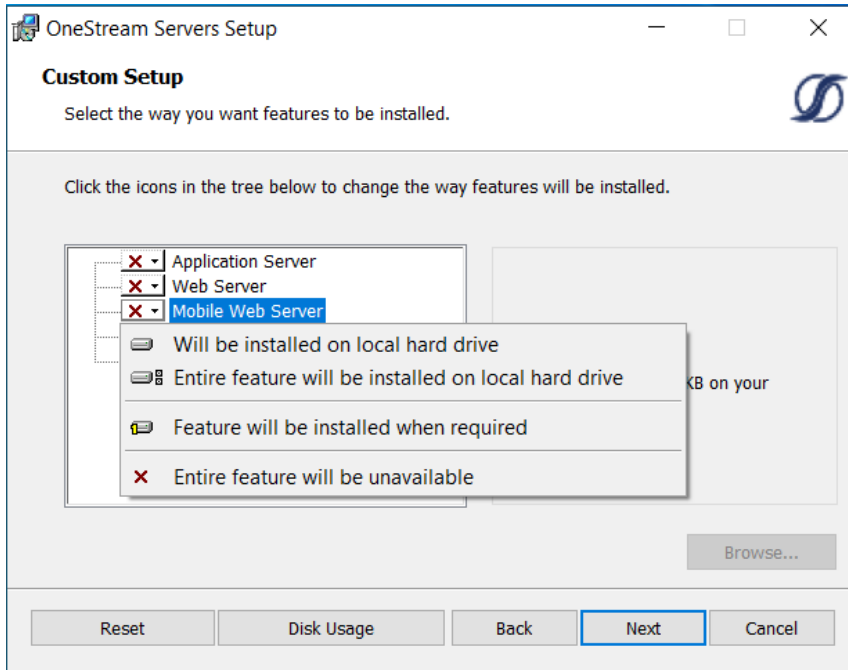 OneStream Servers Setup
Custom Setup
Select the way you want features to be installed.
Click the icons in the tree below to change the way features will be installed.
Application Server
Web Server
Mobile Web Server
Will be installed on local hard drive
Entire feature will be installed on local hard drive
KB on your
Feature will be installed when required
Entire feature will be unavailable
Browse...
Reset Disk Usage Back Next Cancel